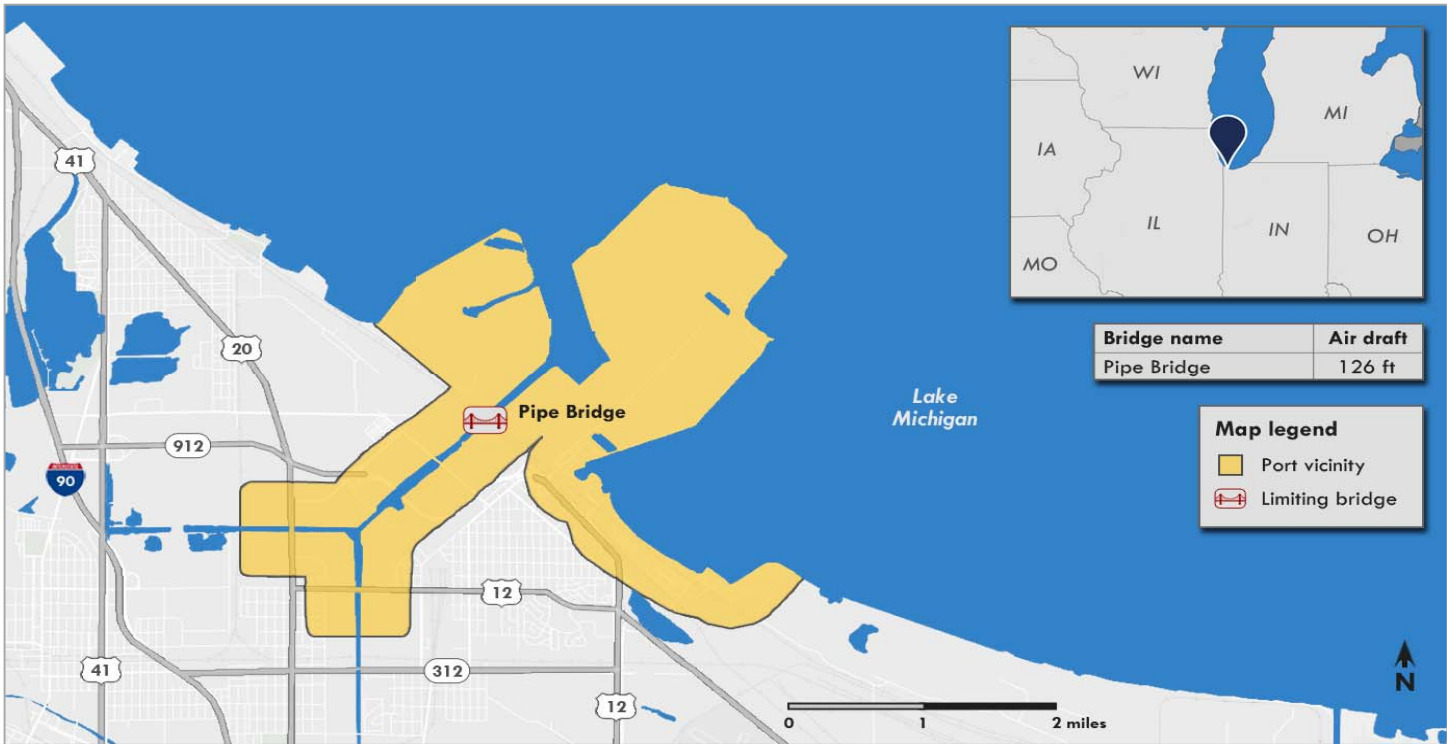 WI
MI
IA
IL
IN
OH
MO
Bridge name Air draft
Pipe Bridge 126 ft
Map legend
Port vicinity
Limiting bridge
41
20
Lake
Michigan
Pipe Bridge
912
INTERSTATE
90
12
41
312
12
0 1 2 miles
N